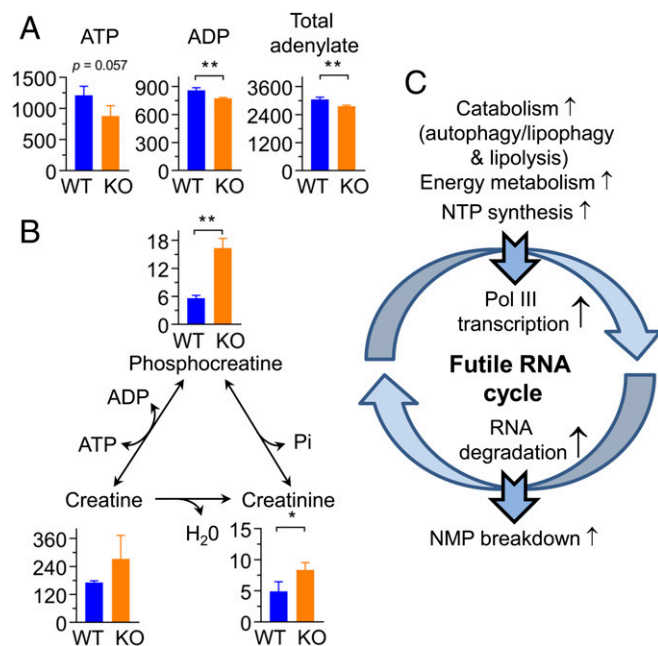 A
ATP
p = 0.057
1500
1250
1000
750
500
250
0
WT KO
ADP
**
900
600
300
0
WT KO
Total
adenylate
**
3600
2400
1200
0
WT KO
B
**
18
12
6
0
WT KO
Phosphocreatine
ADP
ATP
Pi
Creatine
Creatinine
H20
360
240
120
0
WT KO
*
15
10
5
0
WT KO
C
Catabolism ↑
(autophagy/lipophagy
& lipolysis)
Energy metabolism ↑
NTP synthesis ↑
Pol III
transcription ↑
Futile RNA
cycle
RNA
degradation ↑
NMP breakdown ↑